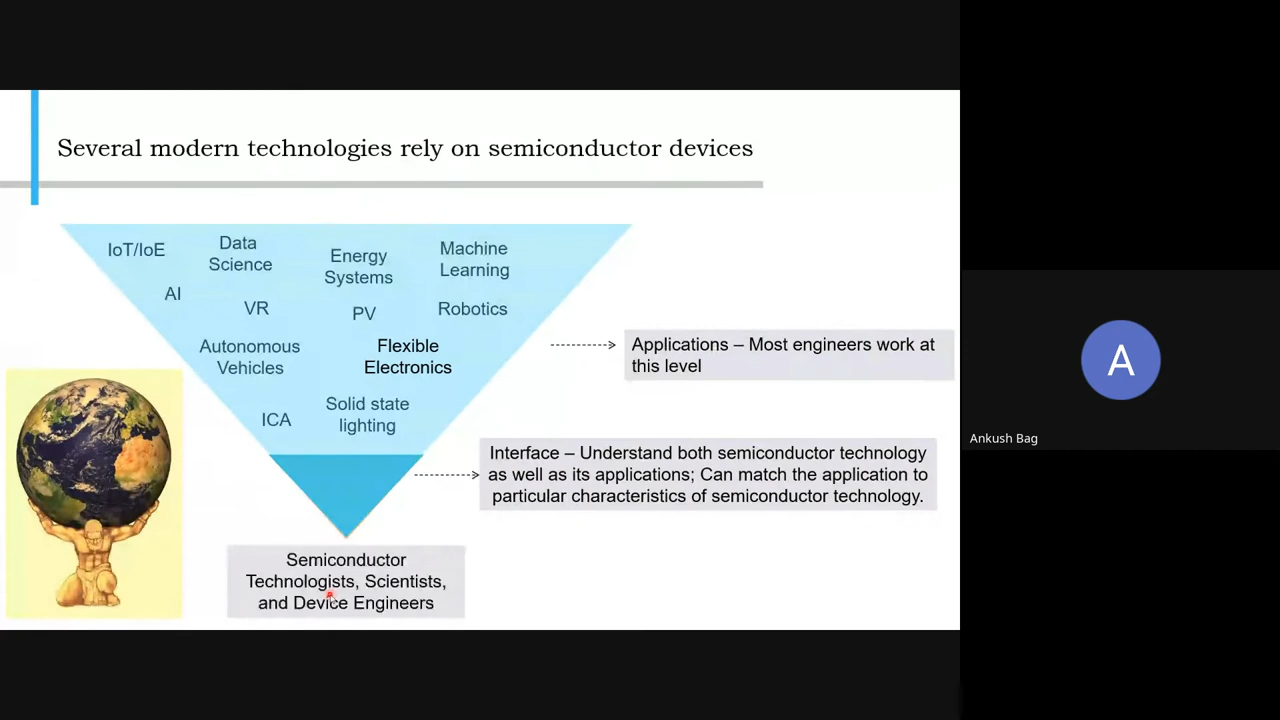 Several modern technologies rely on semiconductor devices
IoT/IoE
Data
Science
Energy
Systems
Machine
Learning
AI
VR
PV
Robotics
Autonomous
Vehicles
Flexible
Electronics
ICA
Solid state
lighting
Applications – Most engineers work at
this level
Interface – Understand both semiconductor technology
as well as its applications; Can match the application to
particular characteristics of semiconductor technology.
Semiconductor
Technologists, Scientists,
and Device Engineers
A
Ankush Bag